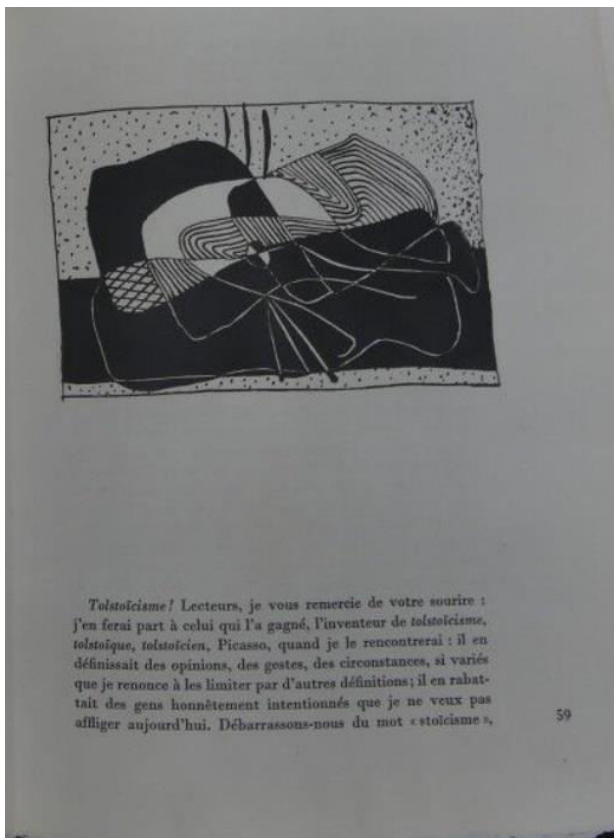 Tolstoïcisme! Lecteurs, je vous remercie de votre sourire :
j'en ferai part à celui qui l'a gagné, l'inventeur de tolstoïcisme,
tolstoïque, tolstoïcien, Picasso, quand je le rencontrerai : il en
définissait des opinions, des gestes, des circonstances, si variés
que je renonce à les limiter par d'autres définitions; il en rabat-
tait des gens honnêtement intentionnés que je ne veux pas
affliger aujourd'hui. Débarrassons-nous du mot « stoïcisme »,
59